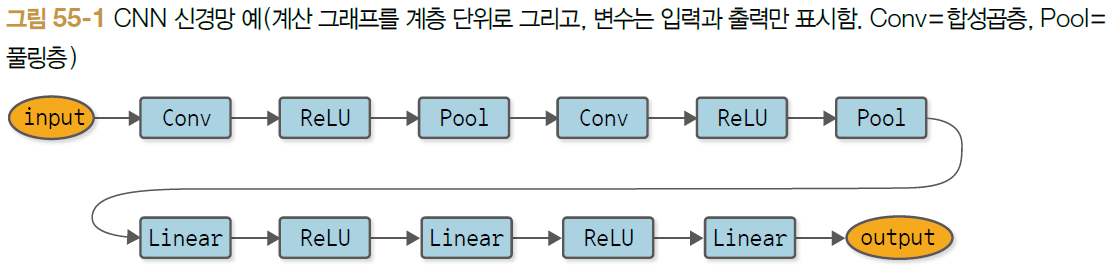 그림 55-1 CNN 신경망 예(계산 그래프를 계층 단위로 그리고, 변수는 입력과 출력만 표시함. Conv=합성곱층, Pool=
풀링층)
input Conv ReLU Pool Conv ReLU Pool
Linear ReLU Linear ReLU Linear output